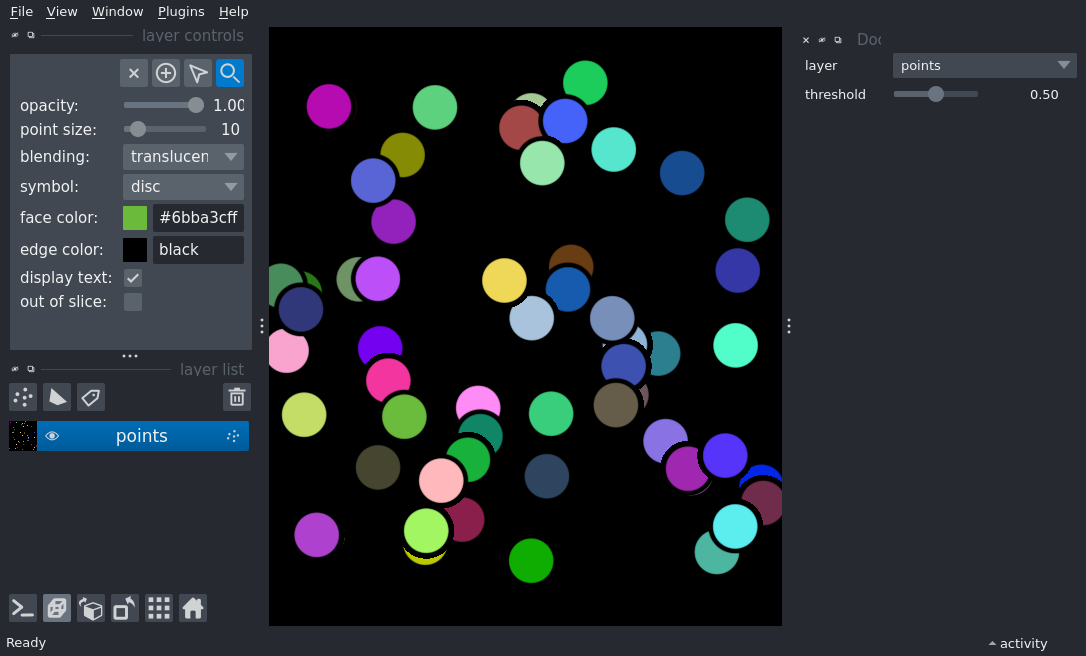 File View Window Plugins Help
layer controls
opacity: 1.00
point size: 10
blending: translucen
symbol: disc
face color: #6bba3cff
edge color: black
display text:
out of slice:
layer list
points
Ready
Doc
layer points
threshold 0.50
activity